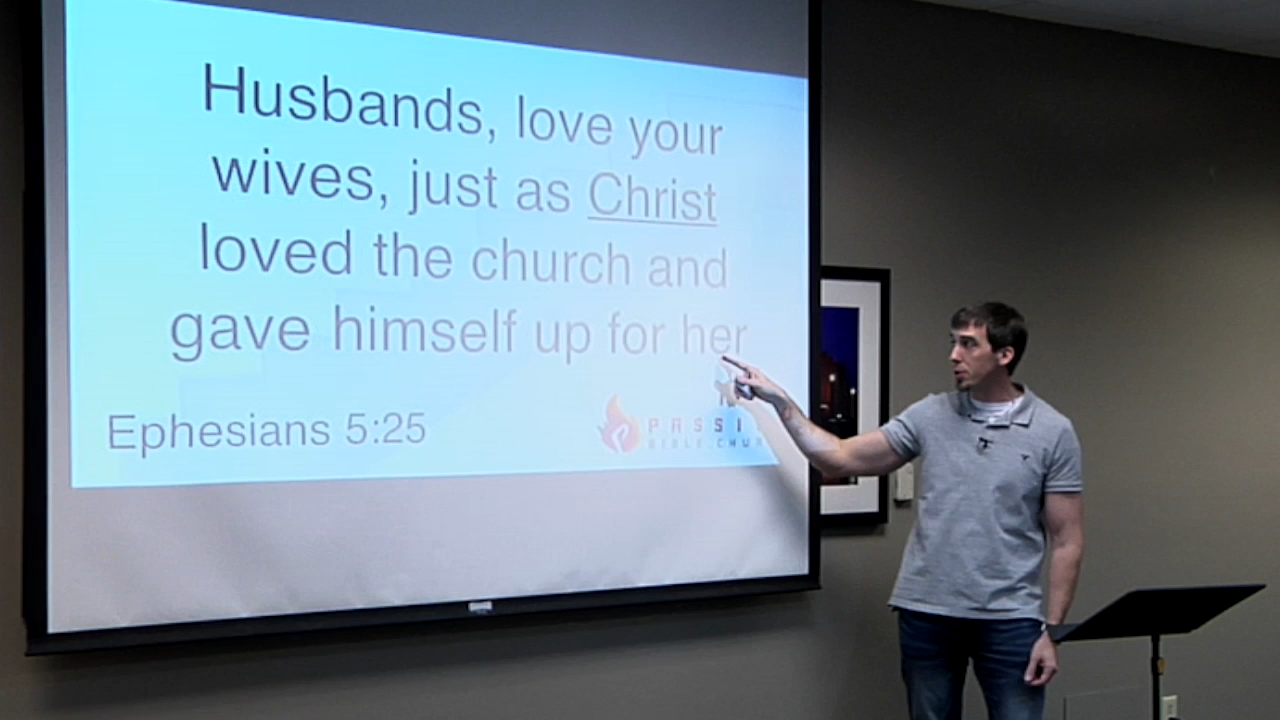 Husbands, love your
wives, just as Christ
loved the church and
gave himself up for her
Ephesians 5:25
BIBLE